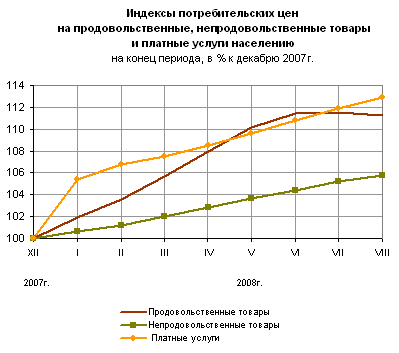 Индексы потребительских цен
на продовольственные, непродовольственные товары
и платные услуги населению
на конец периода, в % к декабрю 2007г.
114
112
110
108
106
104
102
100
XII I II III IV V VI VII VIII
2007г. 2008г.
Продовольственные товары
Непродовольственные товары
Платные услуги